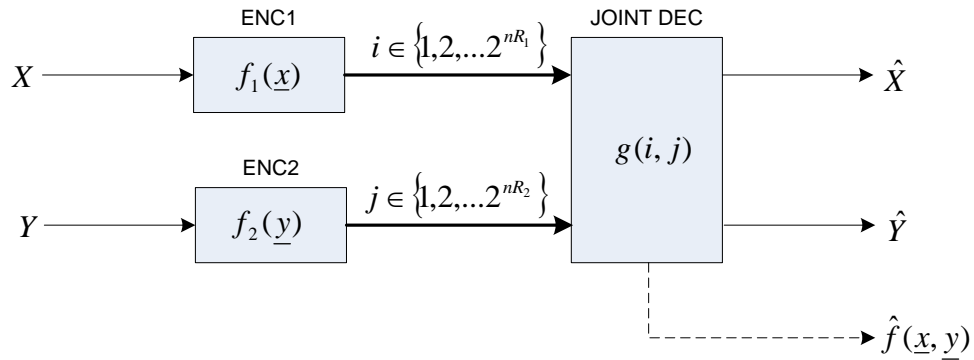 ENC1
JOINT DEC
X
f₁(x̲)
i ∈ {1,2,...2^{nR₁}}
X̂
g(i, j)
ENC2
Y
f₂(y̲)
j ∈ {1,2,...2^{nR₂}}
Ŷ
f̂(x̲, y̲)